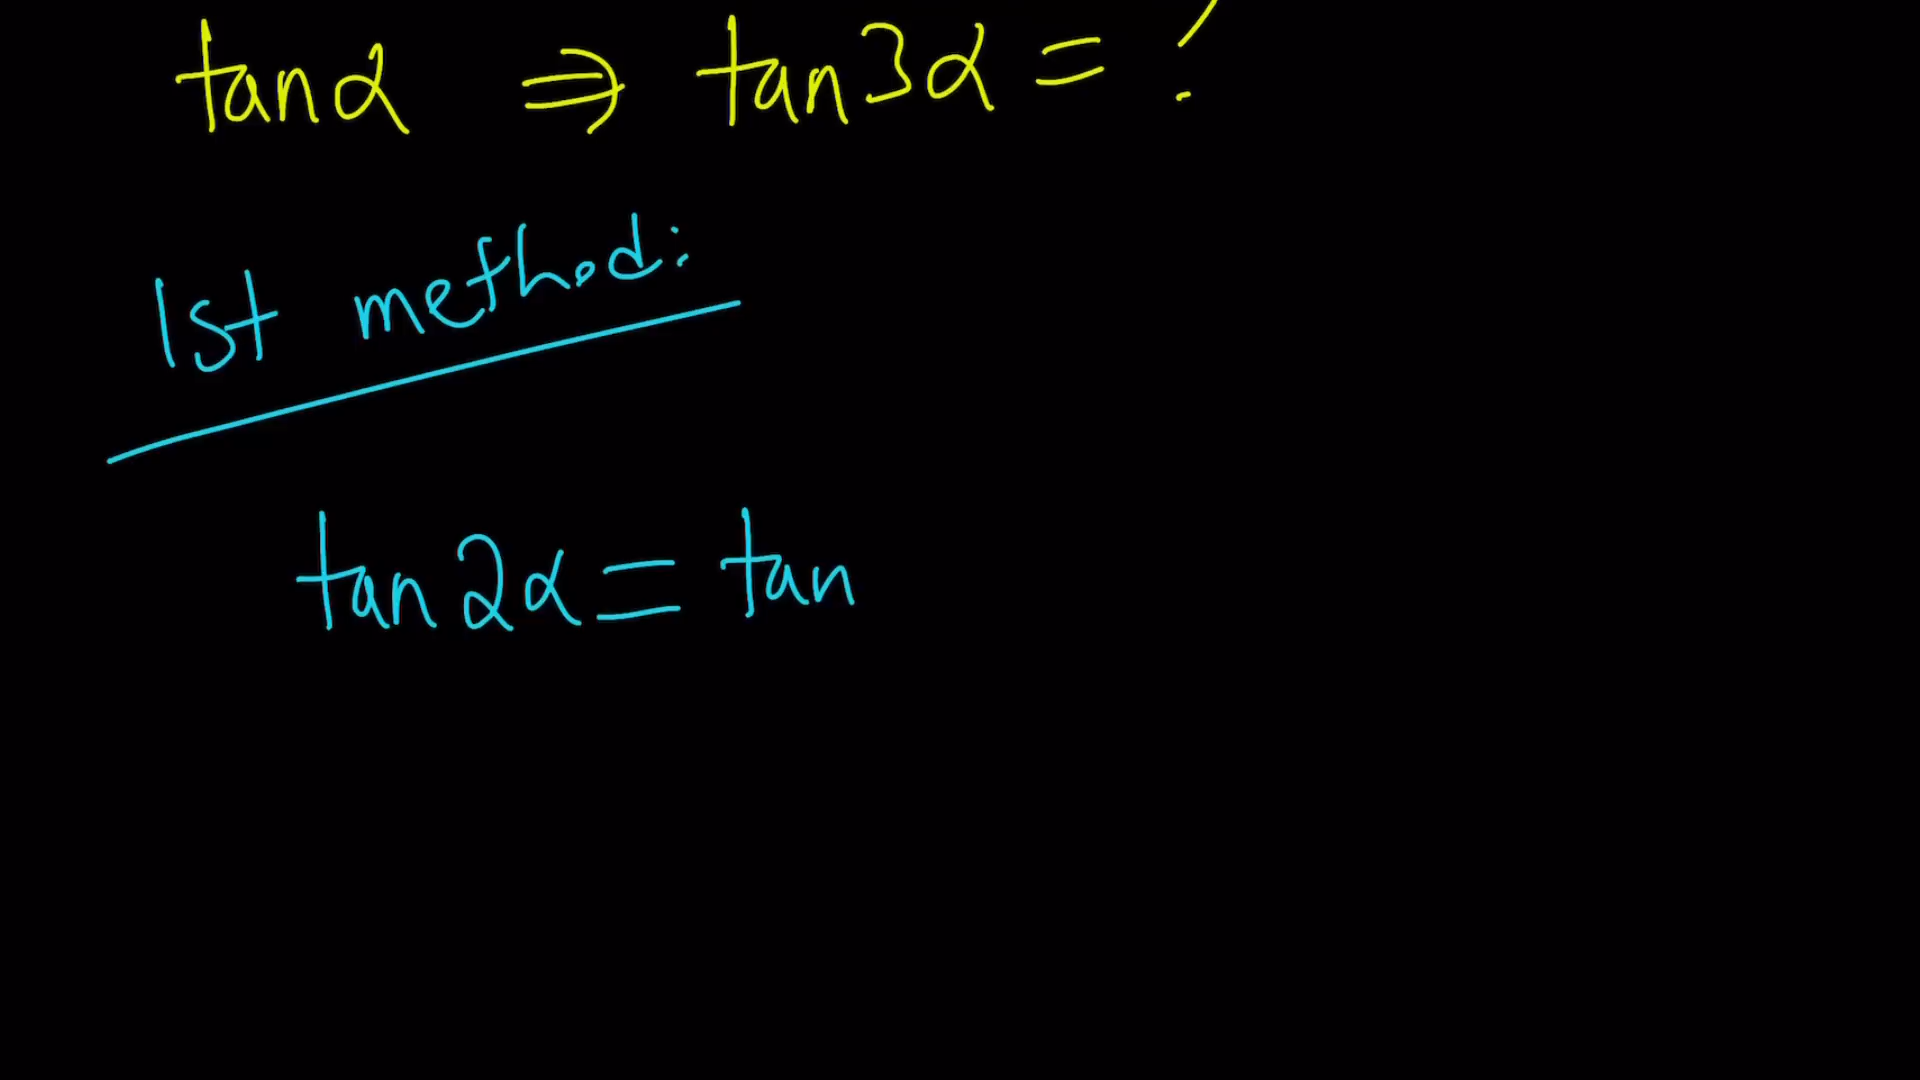 tanα ⇒ tan3α = ?
1st method:
tan2α = tan